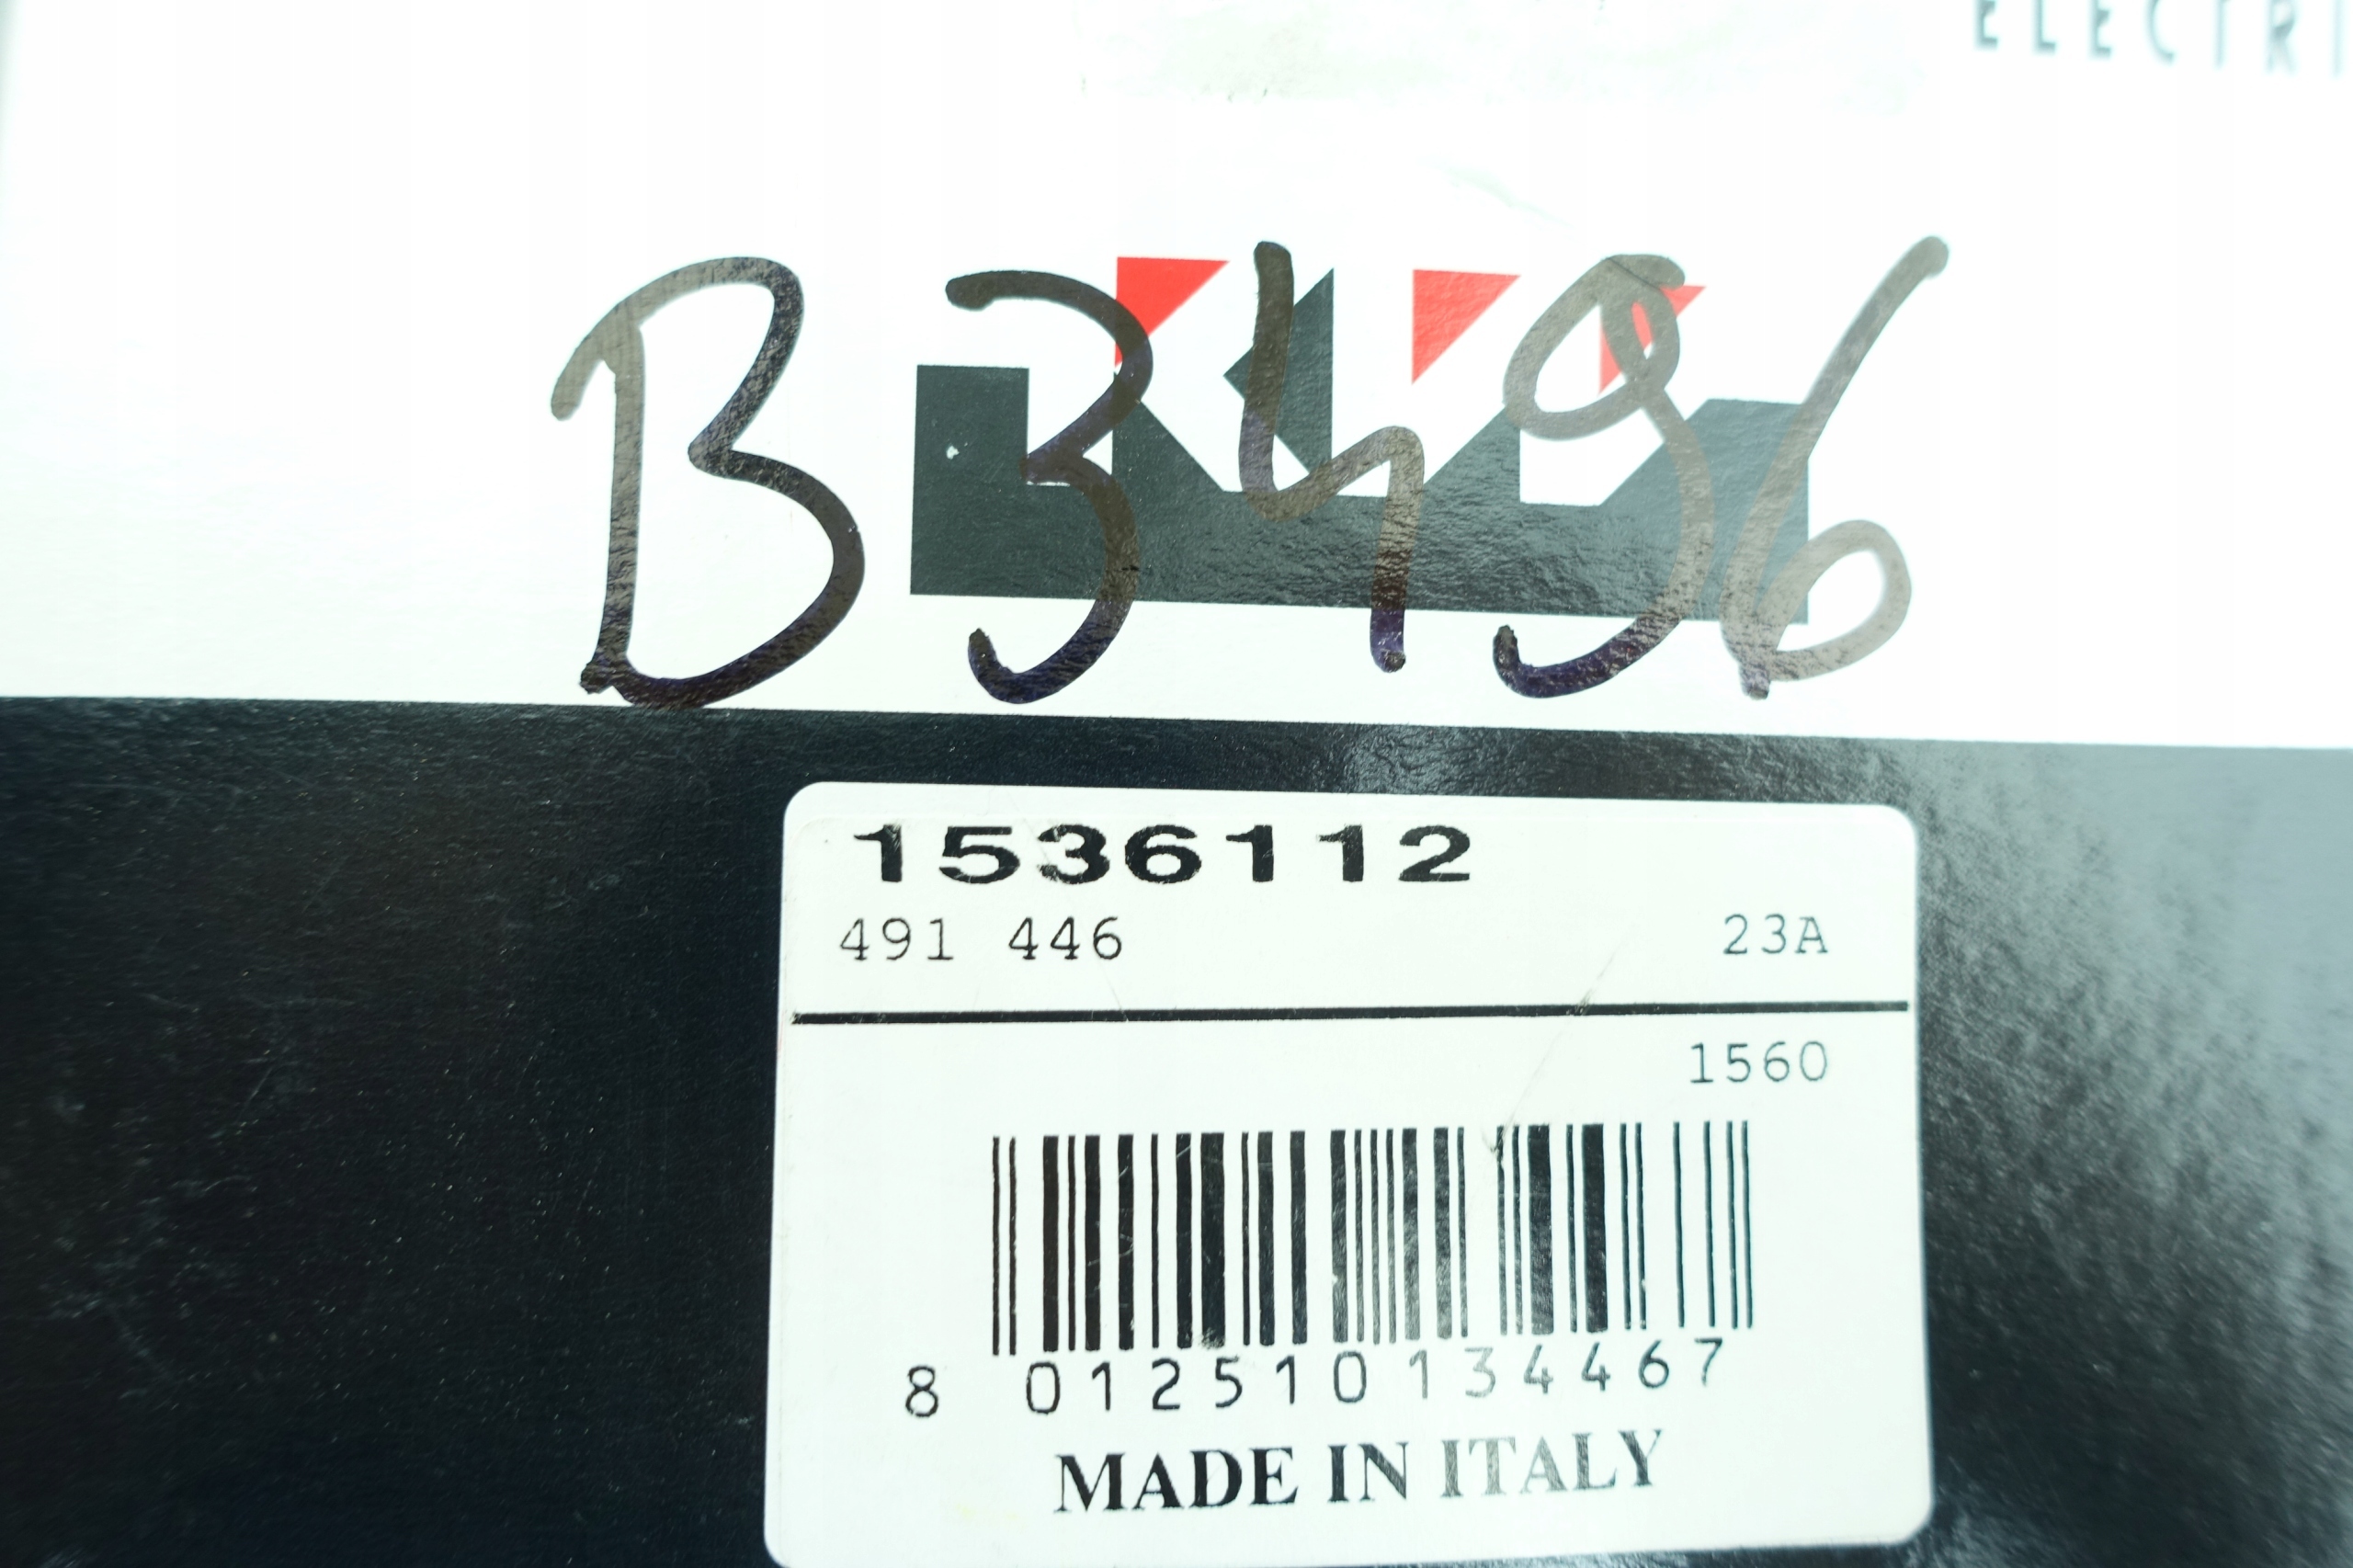 ELECTRI
B3496
1536112
491 446 23A
1560
8 012510 134467
MADE IN ITALY